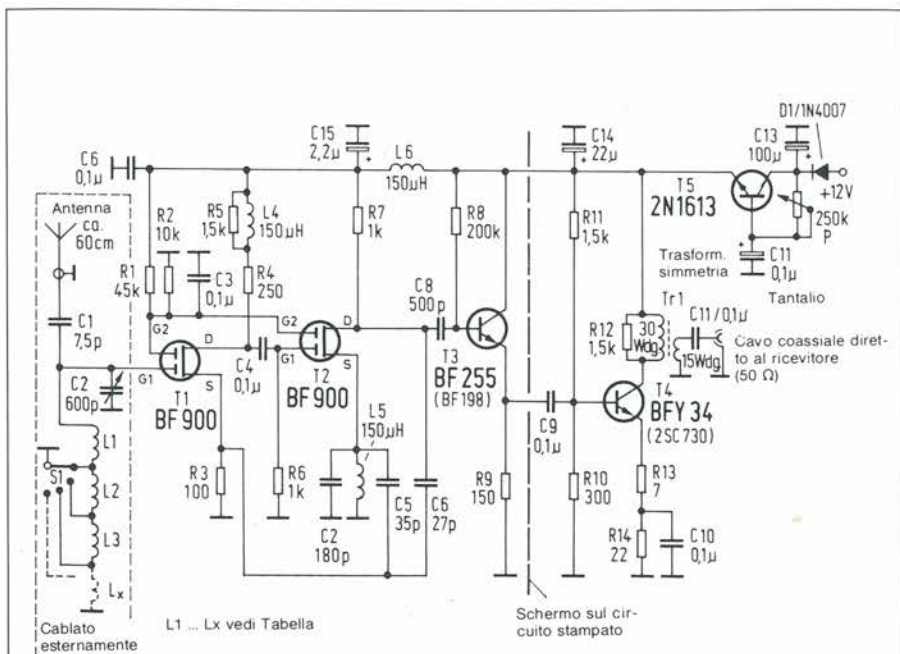 D1/1N4007
C15
2,2µ
+
C14
22µ
+
C13
100µ
+
+12V
C6
0,1µ
L6
150µH
T5
2N1613
250k
P
Antenna
ca.
60cm
R2
10k
R5
1,5k
L4
150µH
R7
1k
R8
200k
R11
1,5k
+
C11
0,1µ
Tantalio
Trasform.
simmetria
R1
45k
C3
0,1µ
R4
250
C8
500p
Tr1
C11/0,1µ
C1
7,5p
G2
G2
D
D
G1
G1
S
S
C4
0,1µ
T3
BF 255
(BF198)
R12
1,5k
30
Wdg
15Wdg
Cavo coassiale diret-
to al ricevitore
(50 Ω)
C2
600p
T1
BF 900
T2
BF 900
T4
BFY 34
(2SC730)
L5
150µH
C9
0,1µ
L1
S1
L2
L3
Lx
R3
100
R6
1k
C2
180p
C5
35p
C6
27p
R9
150
R10
300
R13
7
R14
22
C10
0,1µ
Cablato
esternamente
L1 ... Lx vedi Tabella
Schermo sul cir-
cuito stampato